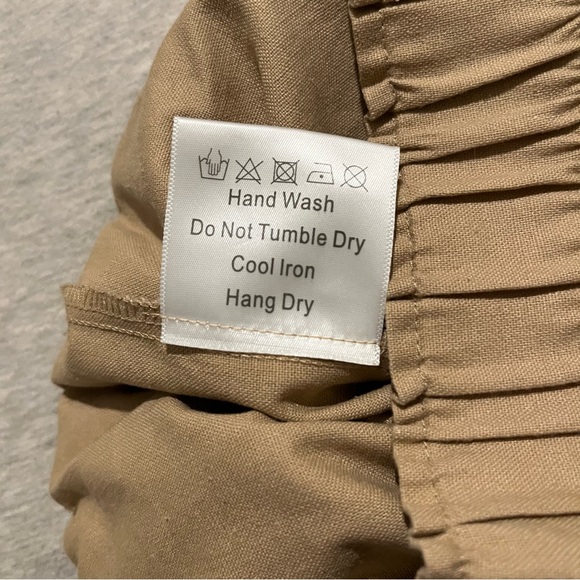 Hand Wash
Do Not Tumble Dry
Cool Iron
Hang Dry